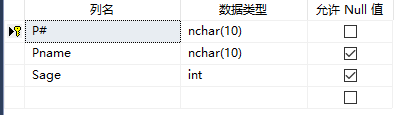 列名 数据类型 允许 Null 值
P# nchar(10)
Pname nchar(10)
Sage int